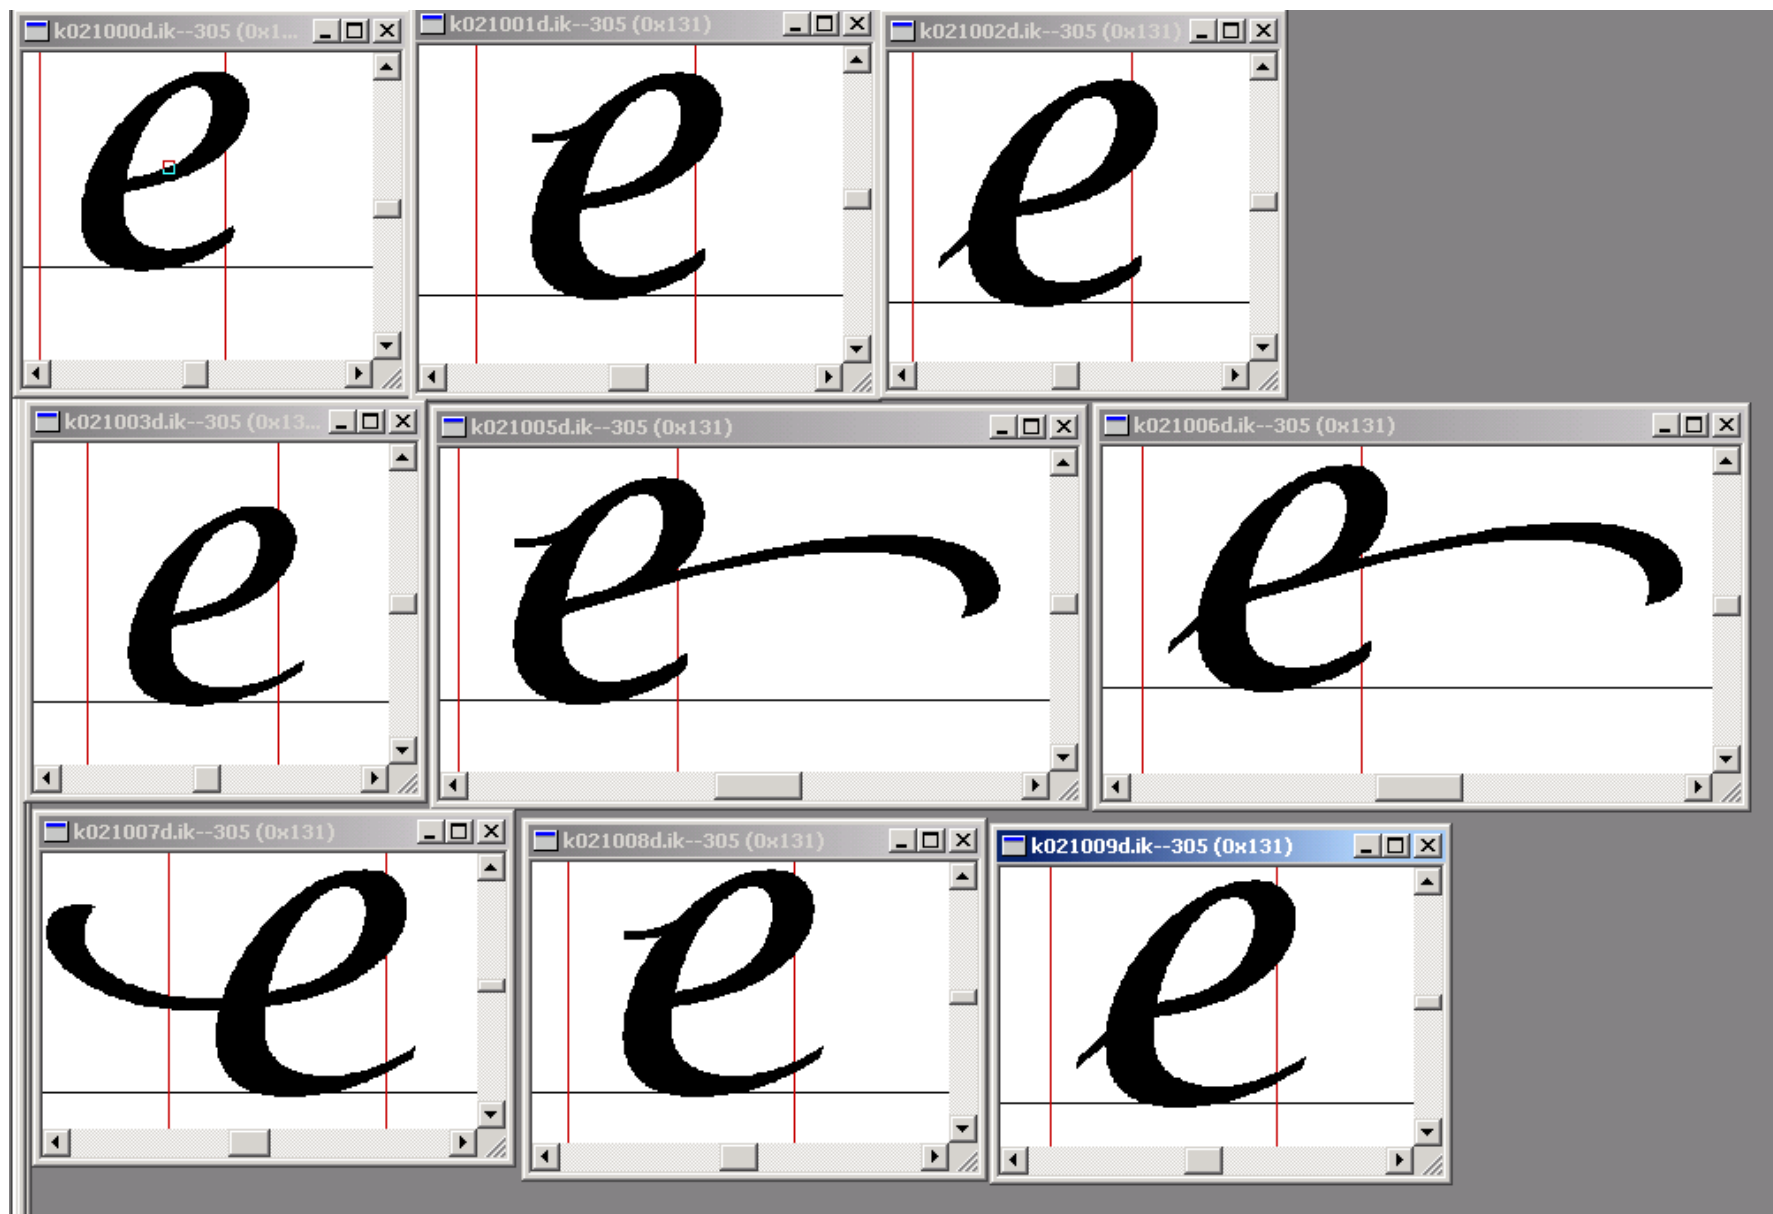 k021000d.ik--305 (0x1...
k021001d.ik--305 (0x131)
k021002d.ik--305 (0x131)
e
e
e
k021003d.ik--305 (0x13...
k021005d.ik--305 (0x131)
k021006d.ik--305 (0x131)
e
e
e
k021007d.ik--305 (0x131)
k021008d.ik--305 (0x131)
k021009d.ik--305 (0x131)
e
e
e